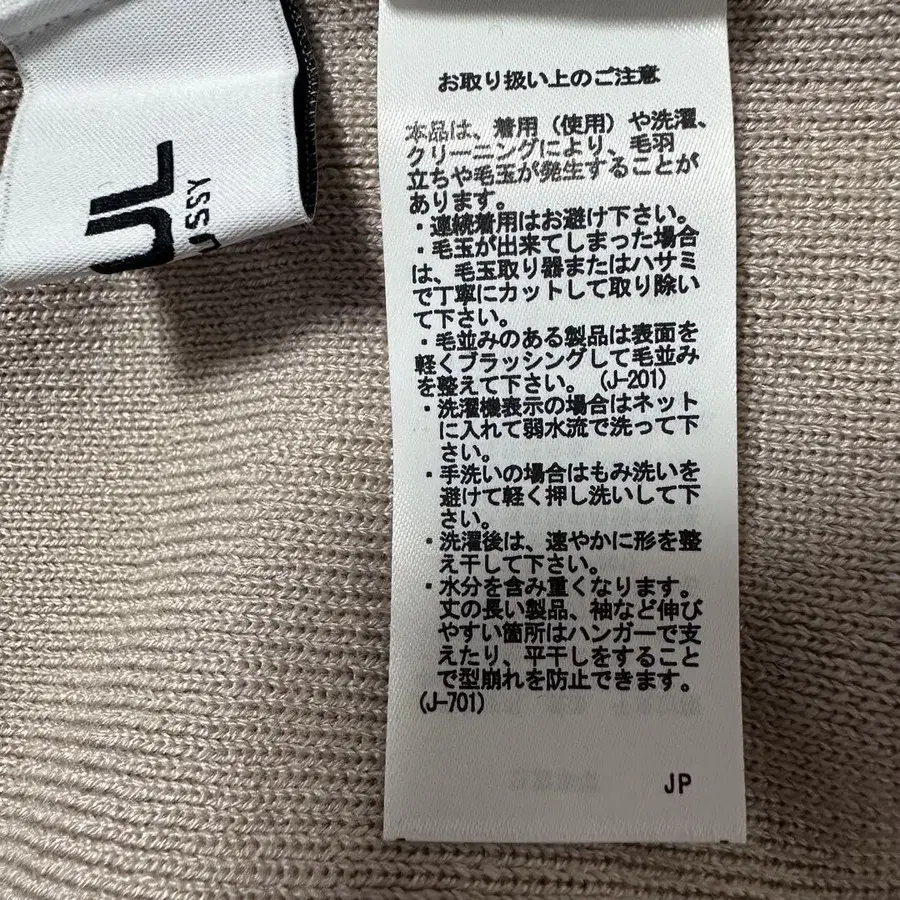 JL
USSY
お取り扱い上のご注意
本品は、着用（使用）や洗濯、
クリーニングにより、毛羽
立ちや毛玉が発生することが
あります。
・連続着用はお避け下さい。
・毛玉が出来てしまった場合
は、毛玉取り器またはハサミ
で丁寧にカットして取り除い
て下さい。
・毛並みのある製品は表面を
軽くブラッシングして毛並み
を整えて下さい。（J-201）
・洗濯機表示の場合はネット
に入れて弱水流で洗って下
さい。
・手洗いの場合はもみ洗いを
避けて軽く押し洗いして下
さい。
・洗濯後は、速やかに形を整
え干して下さい。
・水分を含み重くなります。
丈の長い製品、袖など伸び
やすい箇所はハンガーで支
えたり、平干しをすること
で型崩れを防止できます。
(J-701)
JP